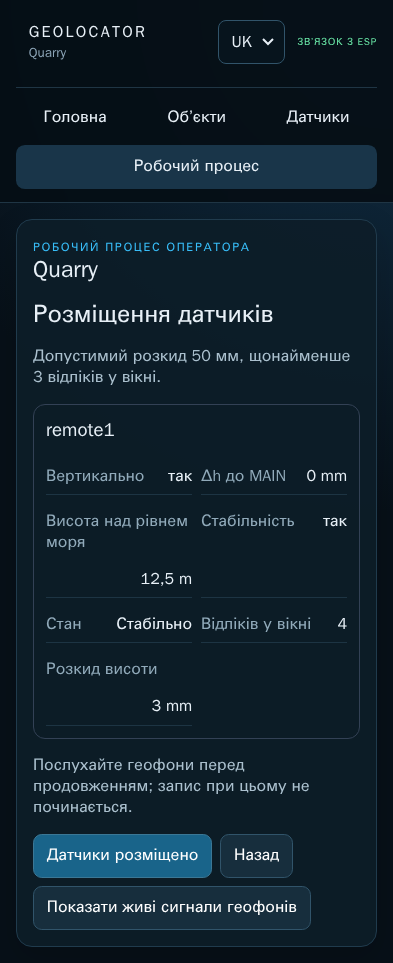 GEOLOCATOR
Quarry
UK
ЗВ'ЯЗОК З ESP
Головна
Об'єкти
Датчики
Робочий процес
РОБОЧИЙ ПРОЦЕС ОПЕРАТОРА
Quarry
Розміщення датчиків
Допустимий розкид 50 мм, щонайменше
3 відліків у вікні.
remote1
Вертикально так
Δh до MAIN 0 mm
Висота над рівнем
моря
12,5 m
Стабільність так
Стан Стабільно
Відліків у вікні 4
Розкид висоти
3 mm
Послухайте геофони перед
продовженням; запис при цьому не
починається.
Датчики розміщено
Назад
Показати живі сигнали геофонів